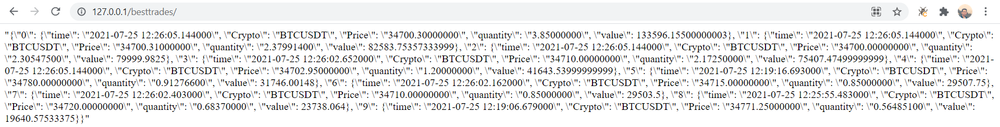 127.0.0.1/besttrades/
"{\"0\": {\"time\": \"2021-07-25 12:26:05.144000\", \"Crypto\": \"BTCUSDT\", \"Price\": \"34700.30000000\", \"quantity\": \"3.85000000\", \"value\": 133596.15500000003}, \"1\": {\"time\": \"2021-07-25 12:26:05.144000\", \"Crypto\":
\"BTCUSDT\", \"Price\": \"34700.31000000\", \"quantity\": \"2.37991400\", \"value\": 82583.75357333999}, \"2\": {\"time\": \"2021-07-25 12:26:05.144000\", \"Crypto\": \"BTCUSDT\", \"Price\": \"34700.00000000\", \"quantity\":
\"2.30547500\", \"value\": 79999.9825}, \"3\": {\"time\": \"2021-07-25 12:26:02.652000\", \"Crypto\": \"BTCUSDT\", \"Price\": \"34710.00000000\", \"quantity\": \"2.17250000\", \"value\": 75407.47499999999}, \"4\": {\"time\": \"2021-
07-25 12:26:05.144000\", \"Crypto\": \"BTCUSDT\", \"Price\": \"34702.95000000\", \"quantity\": \"1.20000000\", \"value\": 41643.53999999999}, \"5\": {\"time\": \"2021-07-25 12:19:16.693000\", \"Crypto\": \"BTCUSDT\", \"Price\":
\"34780.00000000\", \"quantity\": \"0.91276600\", \"value\": 31746.00148}, \"6\": {\"time\": \"2021-07-25 12:26:02.162000\", \"Crypto\": \"BTCUSDT\", \"Price\": \"34715.00000000\", \"quantity\": \"0.85000000\", \"value\": 29507.75},
\"7\": {\"time\": \"2021-07-25 12:26:02.403000\", \"Crypto\": \"BTCUSDT\", \"Price\": \"34710.00000000\", \"quantity\": \"0.85000000\", \"value\": 29503.5}, \"8\": {\"time\": \"2021-07-25 12:25:55.483000\", \"Crypto\": \"BTCUSDT\",
\"Price\": \"34720.00000000\", \"quantity\": \"0.68370000\", \"value\": 23738.064}, \"9\": {\"time\": \"2021-07-25 12:19:06.679000\", \"Crypto\": \"BTCUSDT\", \"Price\": \"34771.25000000\", \"quantity\": \"0.56485100\", \"value\":
19640.57533375}}"